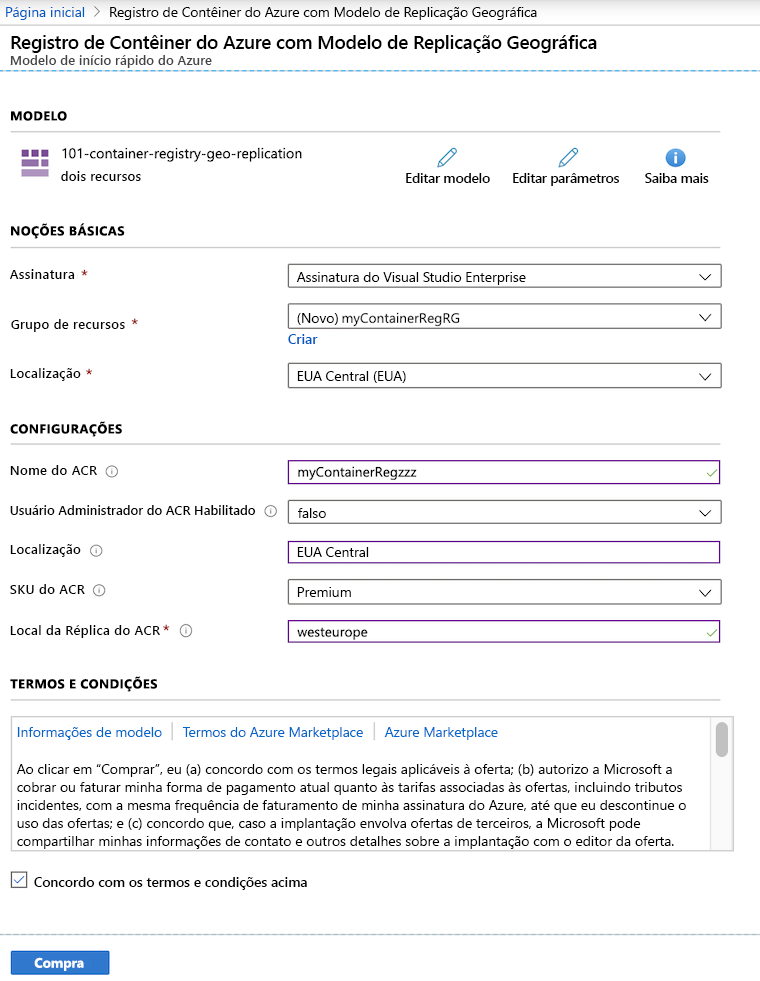 Página inicial > Registro de Contêiner do Azure com Modelo de Replicação Geográfica
Registro de Contêiner do Azure com Modelo de Replicação Geográfica
Modelo de início rápido do Azure
MODELO
101-container-registry-geo-replication
dois recursos
Editar modelo
Editar parâmetros
Saiba mais
NOÇÕES BÁSICAS
Assinatura *
Assinatura do Visual Studio Enterprise
Grupo de recursos *
(Novo) myContainerRegRG
Criar
Localização *
EUA Central (EUA)
CONFIGURAÇÕES
Nome do ACR
myContainerRegzzz
Usuário Administrador do ACR Habilitado
falso
Localização
EUA Central
SKU do ACR
Premium
Local da Réplica do ACR *
westeurope
TERMOS E CONDIÇÕES
Informações de modelo | Termos do Azure Marketplace | Azure Marketplace
Ao clicar em “Comprar”, eu (a) concordo com os termos legais aplicáveis à oferta; (b) autorizo a Microsoft a
cobrar ou faturar minha forma de pagamento atual quanto às tarifas associadas às ofertas, incluindo tributos
incidentes, com a mesma frequência de faturamento de minha assinatura do Azure, até que eu descontinue o
uso das ofertas; e (c) concordo que, caso a implantação envolva ofertas de terceiros, a Microsoft pode
compartilhar minhas informações de contato e outros detalhes sobre a implantação com o editor da oferta.
Concordo com os termos e condições acima
Compra